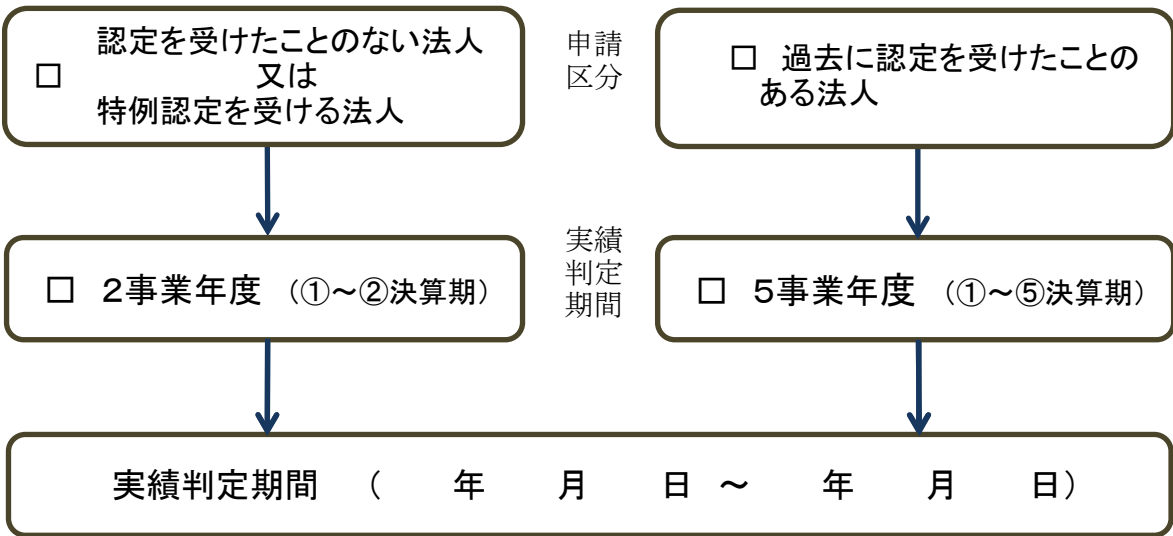 認定を受けたことのない法人
□ 又は
特例認定を受ける法人
申請
区分
□ 過去に認定を受けたことの
ある法人
□ 2事業年度 (①~②決算期)
実績
判定
期間
□ 5事業年度 (①~⑤決算期)
実績判定期間 ( 年 月 日 ~ 年 月 日)